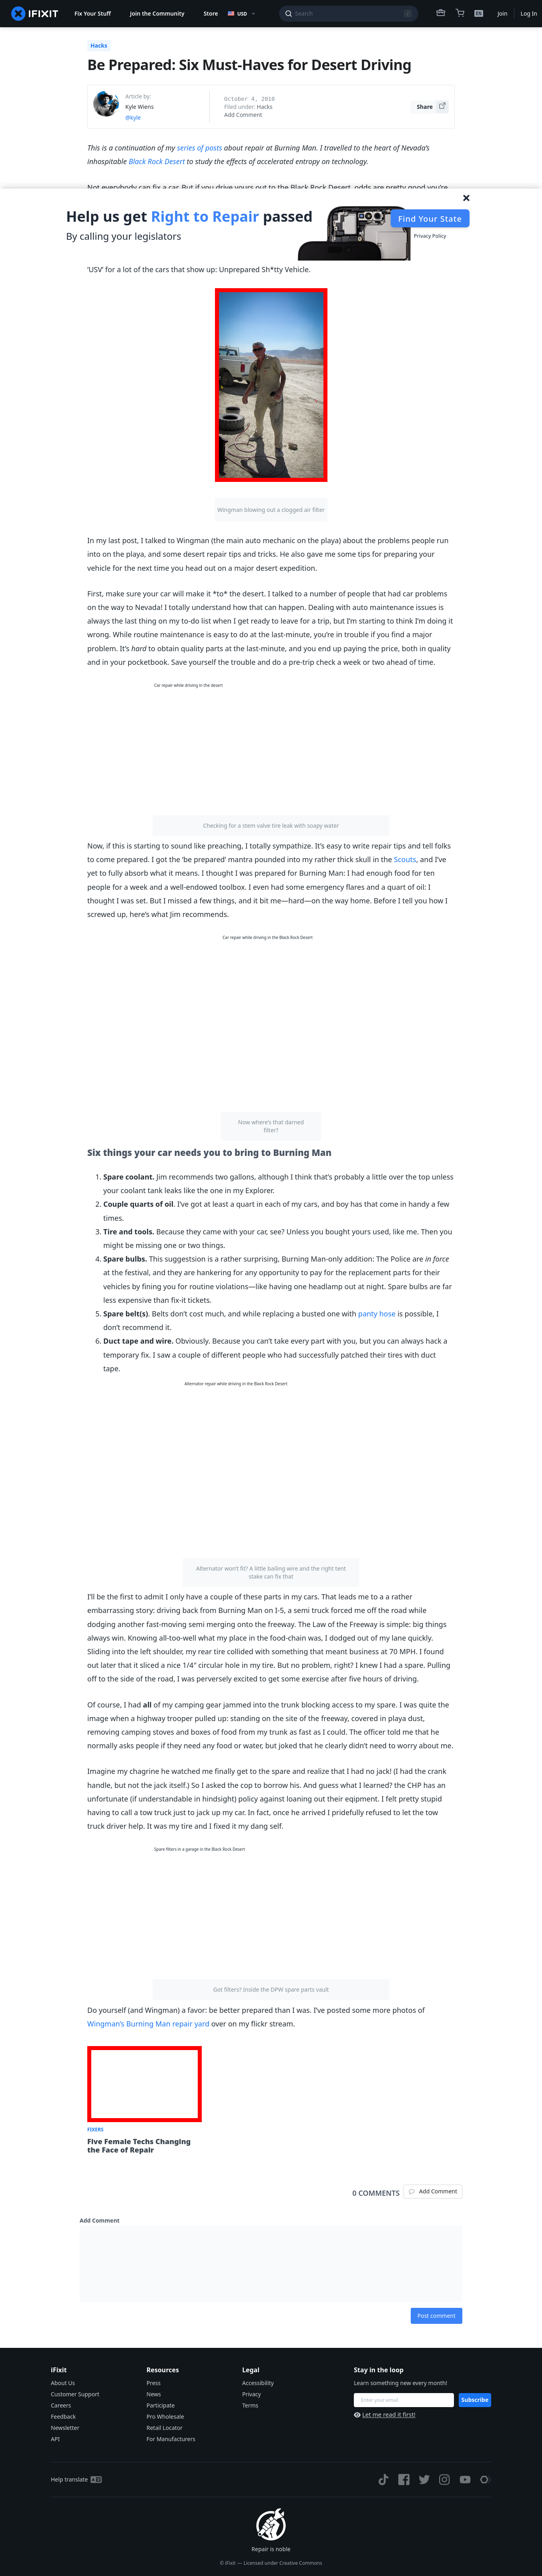 IFIXIT
Fix Your Stuff
Join the Community
Store
USD
Search
/
EN
Join
Log In
Hacks
Be Prepared: Six Must-Haves for Desert Driving
Article by:
Kyle Wiens
@kyle
October 4, 2010
Filed under: Hacks
Add Comment
Share
This is a continuation of my series of posts about repair at Burning Man. I travelled to the heart of Nevada's
inhospitable Black Rock Desert to study the effects of accelerated entropy on technology.
Not everybody can fix a car. But if you drive yours out to the Black Rock Desert, odds are pretty good you're
Help us get Right to Repair passed
By calling your legislators
Find Your State
Privacy Policy
'USV' for a lot of the cars that show up: Unprepared Sh*tty Vehicle.
Wingman blowing out a clogged air filter
In my last post, I talked to Wingman (the main auto mechanic on the playa) about the problems people run
into on the playa, and some desert repair tips and tricks. He also gave me some tips for preparing your
vehicle for the next time you head out on a major desert expedition.
First, make sure your car will make it *to* the desert. I talked to a number of people that had car problems
on the way to Nevada! I totally understand how that can happen. Dealing with auto maintenance issues is
always the last thing on my to-do list when I get ready to leave for a trip, but I'm starting to think I'm doing it
wrong. While routine maintenance is easy to do at the last-minute, you're in trouble if you find a major
problem. It's hard to obtain quality parts at the last-minute, and you end up paying the price, both in quality
and in your pocketbook. Save yourself the trouble and do a pre-trip check a week or two ahead of time.
Car repair while driving in the desert
Checking for a stem valve tire leak with soapy water
Now, if this is starting to sound like preaching, I totally sympathize. It's easy to write repair tips and tell folks
to come prepared. I got the 'be prepared' mantra pounded into my rather thick skull in the Scouts, and I've
yet to fully absorb what it means. I thought I was prepared for Burning Man: I had enough food for ten
people for a week and a well-endowed toolbox. I even had some emergency flares and a quart of oil: I
thought I was set. But I missed a few things, and it bit me—hard—on the way home. Before I tell you how I
screwed up, here's what Jim recommends.
Car repair while driving in the Black Rock Desert
Now where's that darned
filter?
Six things your car needs you to bring to Burning Man
1. Spare coolant. Jim recommends two gallons, although I think that's probably a little over the top unless
your coolant tank leaks like the one in my Explorer.
2. Couple quarts of oil. I've got at least a quart in each of my cars, and boy has that come in handy a few
times.
3. Tire and tools. Because they came with your car, see? Unless you bought yours used, like me. Then you
might be missing one or two things.
4. Spare bulbs. This suggestsion is a rather surprising, Burning Man-only addition: The Police are in force
at the festival, and they are hankering for any opportunity to pay for the replacement parts for their
vehicles by fining you for routine violations—like having one headlamp out at night. Spare bulbs are far
less expensive than fix-it tickets.
5. Spare belt(s). Belts don't cost much, and while replacing a busted one with panty hose is possible, I
don't recommend it.
6. Duct tape and wire. Obviously. Because you can't take every part with you, but you can always hack a
temporary fix. I saw a couple of different people who had successfully patched their tires with duct
tape.
Alternator repair while driving in the Black Rock Desert
Alternator won't fit? A little bailing wire and the right tent
stake can fix that
I'll be the first to admit I only have a couple of these parts in my cars. That leads me to a a rather
embarrassing story: driving back from Burning Man on I-5, a semi truck forced me off the road while
dodging another fast-moving semi merging onto the freeway. The Law of the Freeway is simple: big things
always win. Knowing all-too-well what my place in the food-chain was, I dodged out of my lane quickly.
Sliding into the left shoulder, my rear tire collided with something that meant business at 70 MPH. I found
out later that it sliced a nice 1/4″ circular hole in my tire. But no problem, right? I knew I had a spare. Pulling
off to the side of the road, I was perversely excited to get some exercise after five hours of driving.
Of course, I had all of my camping gear jammed into the trunk blocking access to my spare. I was quite the
image when a highway trooper pulled up: standing on the site of the freeway, covered in playa dust,
removing camping stoves and boxes of food from my trunk as fast as I could. The officer told me that he
normally asks people if they need any food or water, but joked that he clearly didn't need to worry about me.
Imagine my chagrine he watched me finally get to the spare and realize that I had no jack! (I had the crank
handle, but not the jack itself.) So I asked the cop to borrow his. And guess what I learned? the CHP has an
unfortunate (if understandable in hindsight) policy against loaning out their eqipment. I felt pretty stupid
having to call a tow truck just to jack up my car. In fact, once he arrived I pridefully refused to let the tow
truck driver help. It was my tire and I fixed it my dang self.
Spare filters in a garage in the Black Rock Desert
Got filters? Inside the DPW spare parts vault
Do yourself (and Wingman) a favor: be better prepared than I was. I've posted some more photos of
Wingman's Burning Man repair yard over on my flickr stream.
FIXERS
Five Female Techs Changing
the Face of Repair
0 COMMENTS
Add Comment
Add Comment
Post comment
iFixit
About Us
Customer Support
Careers
Feedback
Newsletter
API
Resources
Press
News
Participate
Pro Wholesale
Retail Locator
For Manufacturers
Legal
Accessibility
Privacy
Terms
Stay in the loop
Learn something new every month!
Enter your email
Subscribe
Let me read it first!
Help translate
Repair is noble
© iFixit — Licensed under Creative Commons